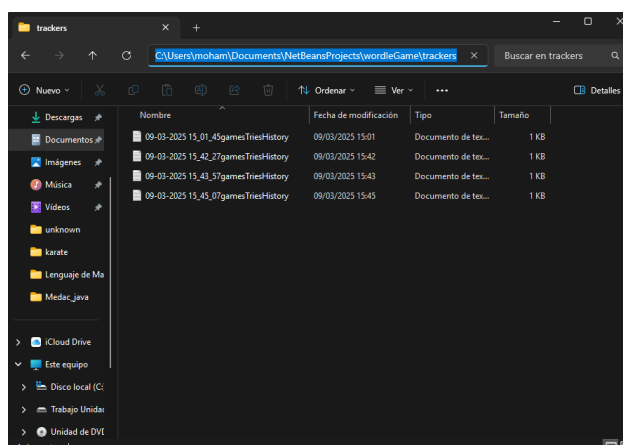 trackers
C:\Users\moham\Documents\NetBeansProjects\wordleGame\trackers
Buscar en trackers
Nuevo
Ordenar
Ver
Detalles
Descargas
Documentos
Imágenes
Música
Vídeos
unknown
karate
Lenguaje de Ma
Medac_java
iCloud Drive
Este equipo
Disco local (C:
Trabajo Unida
Unidad de DVI
Nombre Fecha de modificación Tipo Tamaño
09-03-2025 15_01_45gamesTriesHistory 09/03/2025 15:01 Documento de tex... 1 KB
09-03-2025 15_42_27gamesTriesHistory 09/03/2025 15:42 Documento de tex... 1 KB
09-03-2025 15_43_57gamesTriesHistory 09/03/2025 15:43 Documento de tex... 1 KB
09-03-2025 15_45_07gamesTriesHistory 09/03/2025 15:45 Documento de tex... 1 KB